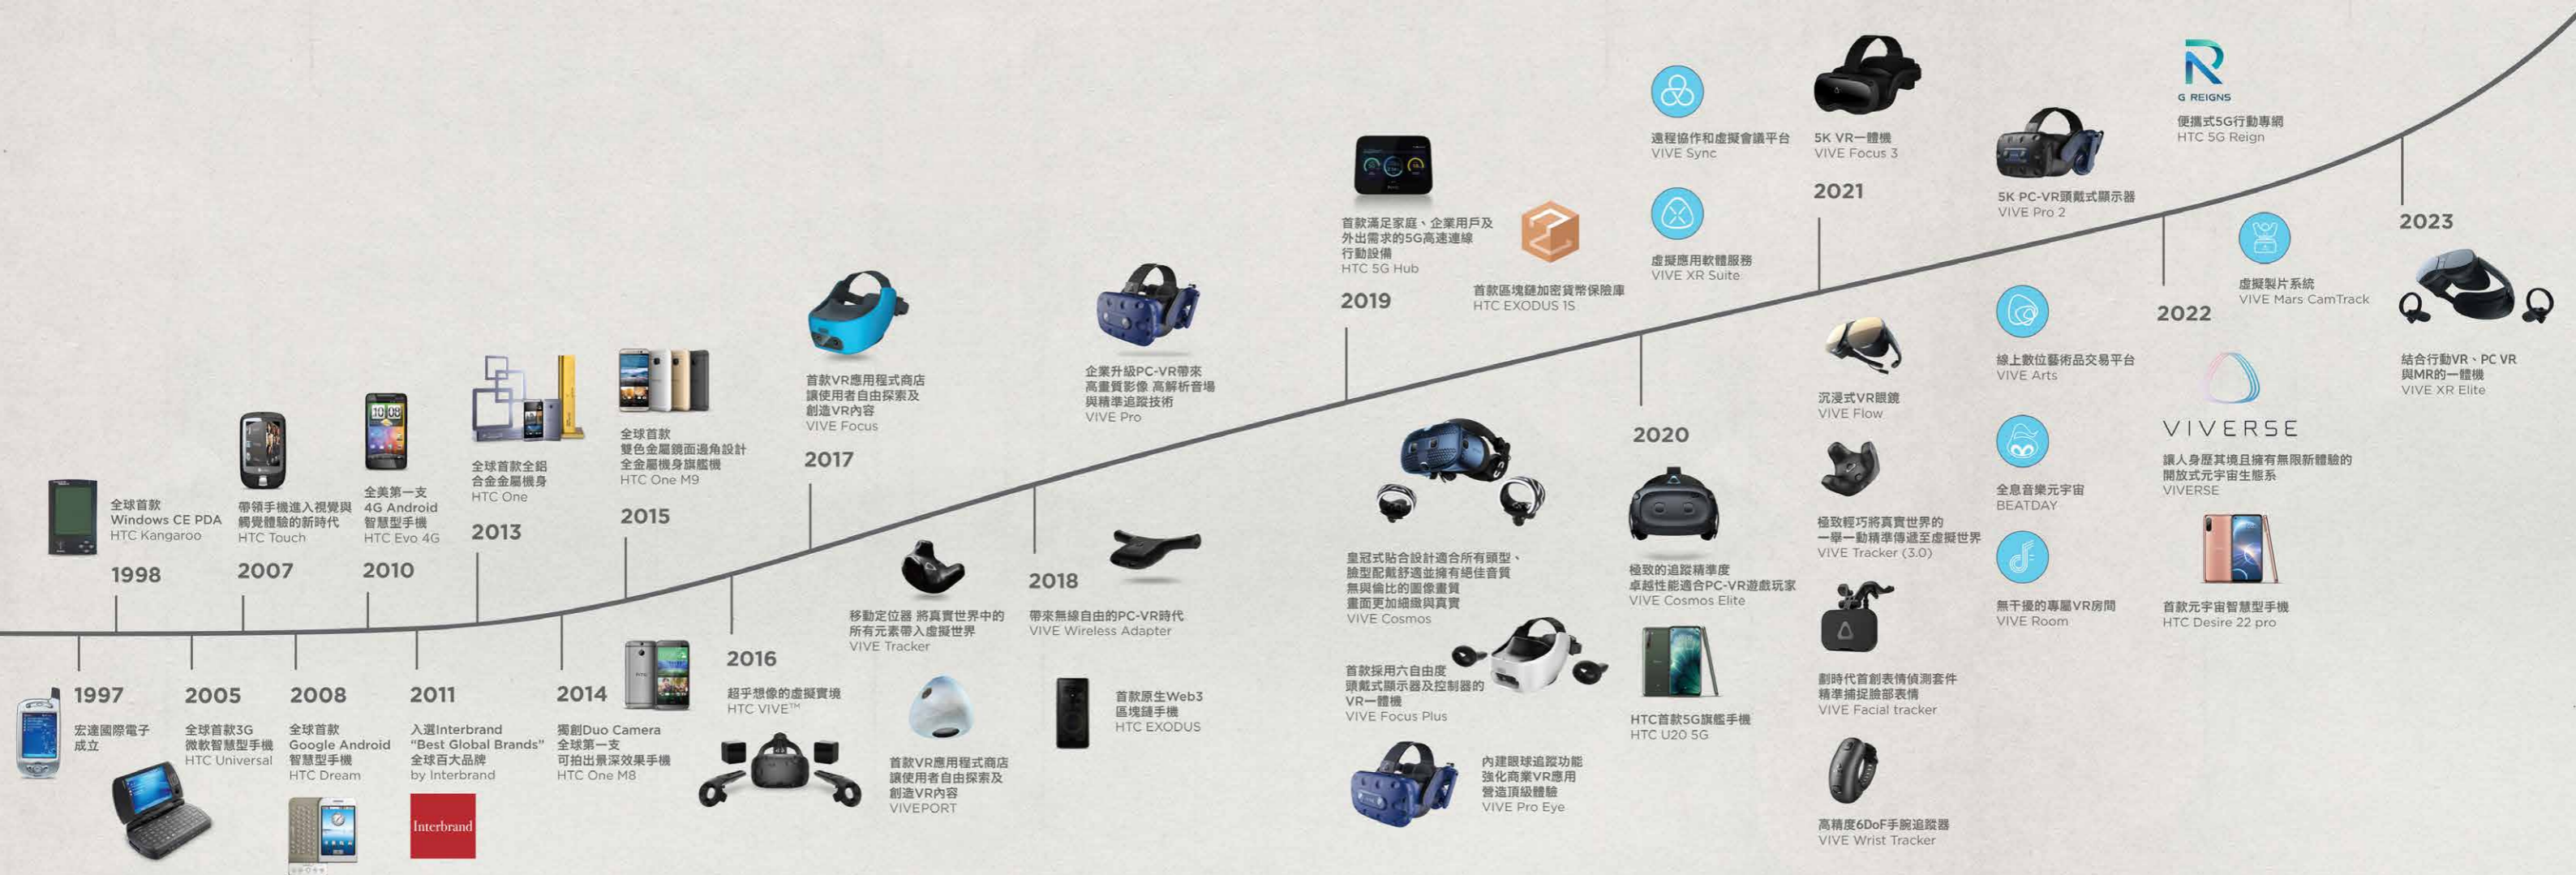 1997
宏達國際電子
成立
全球首款
Windows CE PDA
HTC Kangaroo
1998
2005
全球首款3G
微軟智慧型手機
HTC Universal
帶領手機進入視覺與
觸覺體驗的新時代
HTC Touch
2007
2008
全球首款
Google Android
智慧型手機
HTC Dream
10:08
全美第一支
4G Android
智慧型手機
HTC Evo 4G
2010
2011
入選Interbrand
“Best Global Brands”
全球百大品牌
by Interbrand
Interbrand
全球首款全鋁
合金金屬機身
HTC One
2013
2014
獨創Duo Camera
全球第一支
可拍出景深效果手機
HTC One M8
全球首款
雙色金屬鏡面邊角設計
全金屬機身旗艦機
HTC One M9
2015
2016
超乎想像的虛擬實境
HTC VIVE™
首款VR應用程式商店
讓使用者自由探索及
創造VR內容
VIVE Focus
2017
移動定位器 將真實世界中的
所有元素帶入虛擬世界
VIVE Tracker
首款VR應用程式商店
讓使用者自由探索及
創造VR內容
VIVEPORT
企業升級PC-VR帶來
高畫質影像 高解析音場
與精準追蹤技術
VIVE Pro
2018
帶來無線自由的PC-VR時代
VIVE Wireless Adapter
首款原生Web3
區塊鏈手機
HTC EXODUS
首款滿足家庭、企業用戶及
外出需求的5G高速連線
行動設備
HTC 5G Hub
2019
首款區塊鏈加密貨幣保險庫
HTC EXODUS 1S
皇冠式貼合設計適合所有頭型、
臉型配戴舒適並擁有絕佳音質
無與倫比的圖像畫質
畫面更加細緻與真實
VIVE Cosmos
首款採用六自由度
頭戴式顯示器及控制器的
VR一體機
VIVE Focus Plus
內建眼球追蹤功能
強化商業VR應用
營造頂級體驗
VIVE Pro Eye
遠程協作和虛擬會議平台
VIVE Sync
虛擬應用軟體服務
VIVE XR Suite
2020
極致的追蹤精準度
卓越性能適合PC-VR遊戲玩家
VIVE Cosmos Elite
HTC首款5G旗艦手機
HTC U20 5G
5K VR一體機
VIVE Focus 3
2021
沉浸式VR眼鏡
VIVE Flow
極致輕巧將真實世界的
一舉一動精準傳遞至虛擬世界
VIVE Tracker (3.0)
劃時代首創表情偵測套件
精準捕捉臉部表情
VIVE Facial tracker
高精度6DoF手腕追蹤器
VIVE Wrist Tracker
5K PC-VR頭戴式顯示器
VIVE Pro 2
線上數位藝術品交易平台
VIVE Arts
全息音樂元宇宙
BEATDAY
無干擾的專屬VR房間
VIVE Room
G REIGNS
便攜式5G行動專網
HTC 5G Reign
2022
虛擬製片系統
VIVE Mars CamTrack
VIVERSE
讓人身歷其境且擁有無限新體驗的
開放式元宇宙生態系
VIVERSE
首款元宇宙智慧型手機
HTC Desire 22 pro
2023
結合行動VR、PC VR
與MR的一體機
VIVE XR Elite